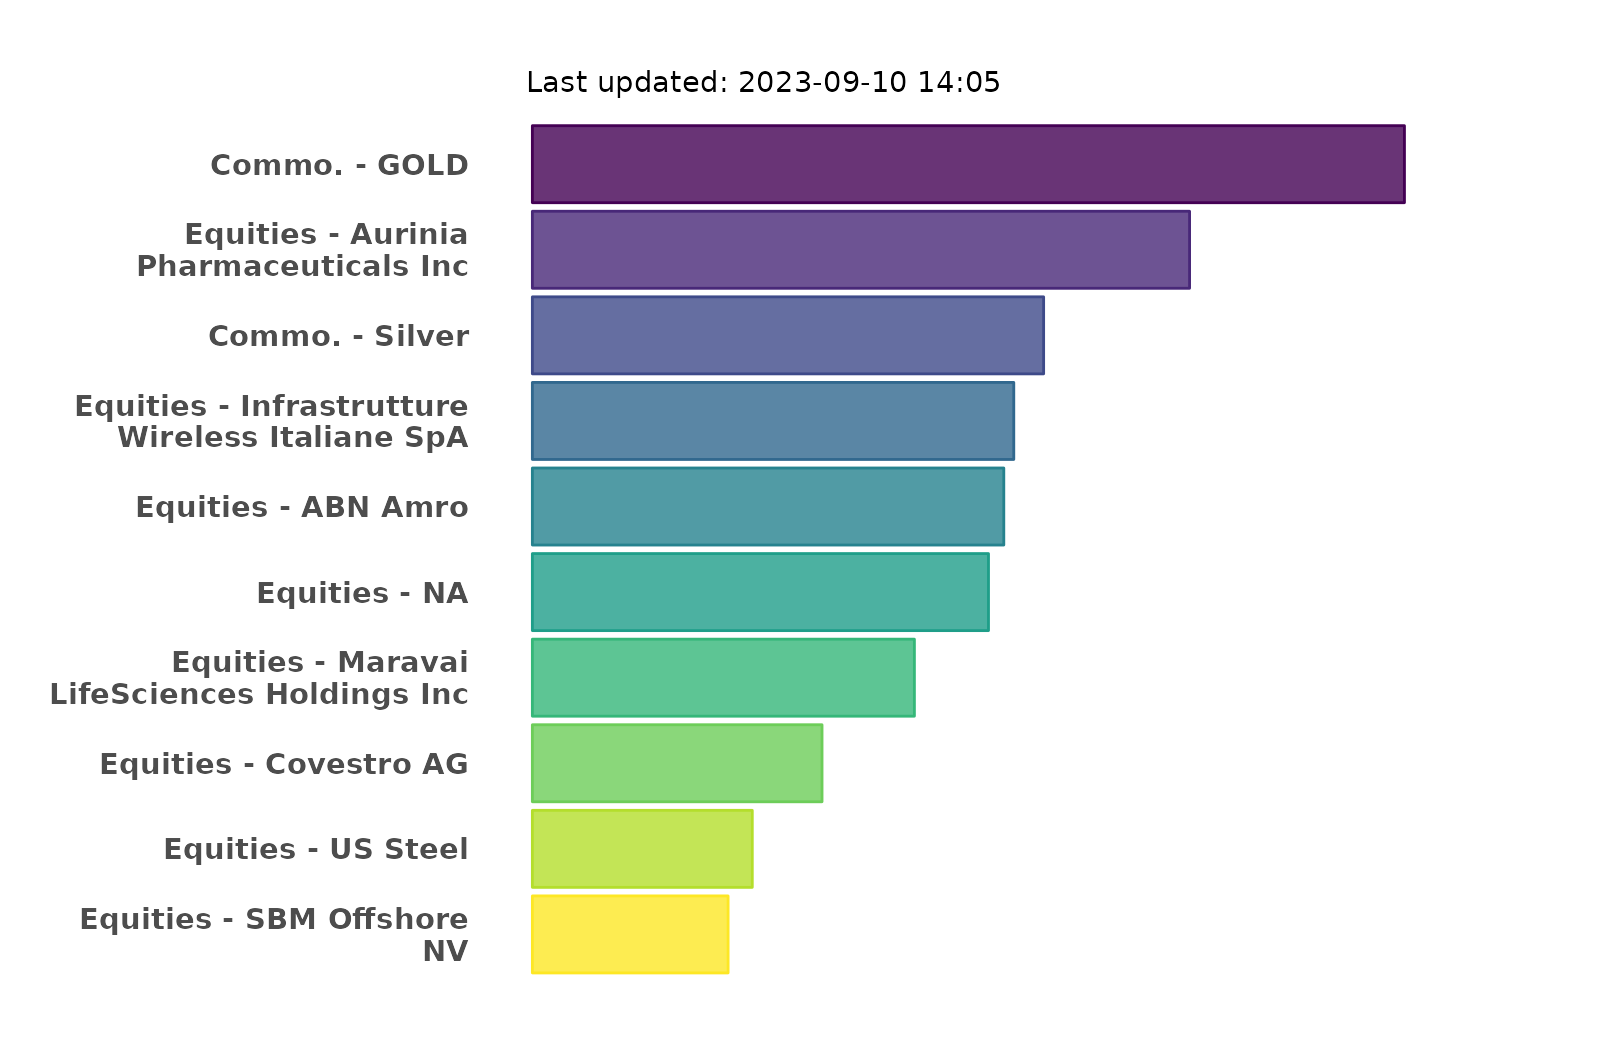 Last updated: 2023-09-10 14:05
Commo. - GOLD
Equities - Aurinia
Pharmaceuticals Inc
Commo. - Silver
Equities - Infrastrutture
Wireless Italiane SpA
Equities - ABN Amro
Equities - NA
Equities - Maravai
LifeSciences Holdings Inc
Equities - Covestro AG
Equities - US Steel
Equities - SBM Offshore
NV